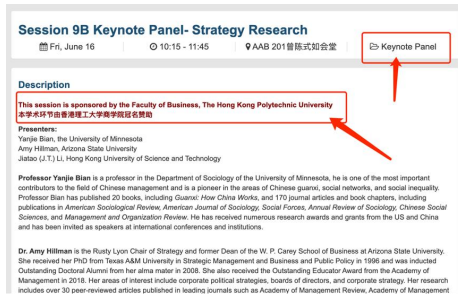 Session 9B Keynote Panel- Strategy Research
Fri, June 16 10:15 - 11:45 AAB 201曾陈式如会堂 Keynote Panel
Description
This session is sponsored by the Faculty of Business, The Hong Kong Polytechnic University
本学术环节由香港理工大学商学院冠名赞助
Presenters:
Yanjie Bian, the University of Minnesota
Amy Hillman, Arizona State University
Jiatao (J.T.) Li, Hong Kong University of Science and Technology
Professor Yanjie Bian is a professor in the Department of Sociology of the University of Minnesota, he is one of the most important
contributors to the field of Chinese management and is a pioneer in the areas of Chinese guanxi, social networks, and social inequality.
Professor Bian has published 20 books, including Guanxi: How China Works, and 170 journal articles and book chapters, including
publications in American Sociological Review, American Journal of Sociology, Social Forces, Annual Review of Sociology, Chinese Social
Sciences, and Management and Organization Review. He has received numerous research awards and grants from the US and China
and has been invited as speakers at international conferences and institutions.
Dr. Amy Hillman is the Rusty Lyon Chair of Strategy and former Dean of the W. P. Carey School of Business at Arizona State University.
She received her PhD from Texas A&M University in Strategic Management and Business and Public Policy in 1996 and was inducted
Outstanding Doctoral Alumni from her alma mater in 2008. She also received the Outstanding Educator Award from the Academy of
Management in 2018. Her areas of interest include corporate political strategies, boards of directors, and corporate strategy. Her research
includes over 30 peer-reviewed articles published in leading journals such as Academy of Management Review, Academy of Management